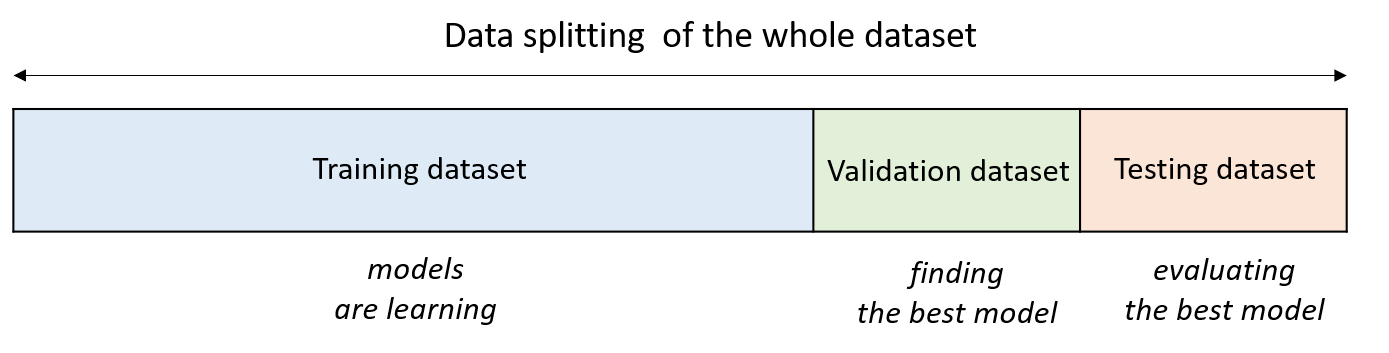 Data splitting  of the whole dataset
Training dataset
Validation dataset
Testing dataset
models
are learning
finding
the best model
evaluating
the best model